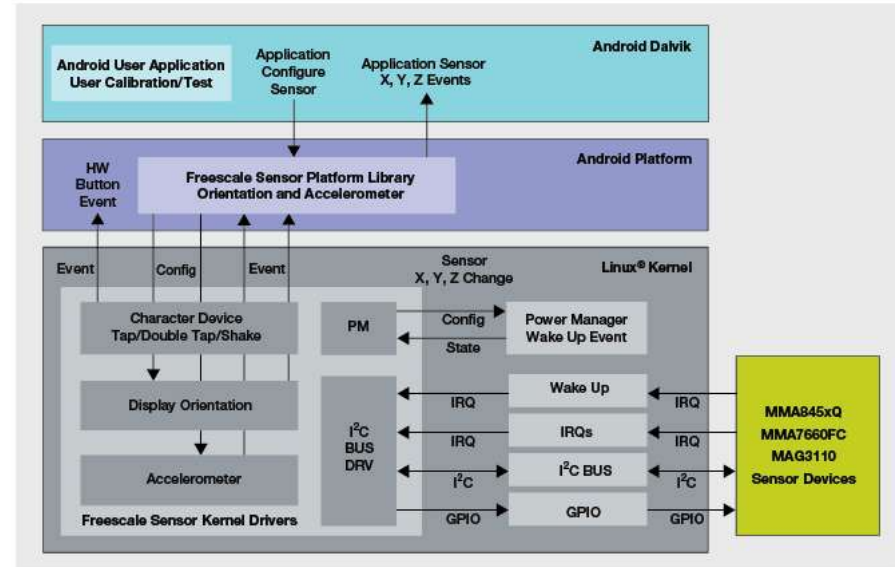 Android Dalvik
Android User Application
User Calibration/Test
Application
Configure
Sensor
Application Sensor
X, Y, Z Events
Android Platform
HW
Button
Event
Freescale Sensor Platform Library
Orientation and Accelerometer
Event
Config
Event
Sensor
X, Y, Z Change
Linux® Kernel
Character Device
Tap/Double Tap/Shake
PM
Config
State
Power Manager
Wake Up Event
Display Orientation
Accelerometer
Freescale Sensor Kernel Drivers
I²C
BUS
DRV
IRQ
Wake Up
IRQ
IRQ
IRQs
IRQ
I²C
I²C BUS
I²C
GPIO
GPIO
GPIO
MMA845xQ
MMA7660FC
MAG3110
Sensor Devices